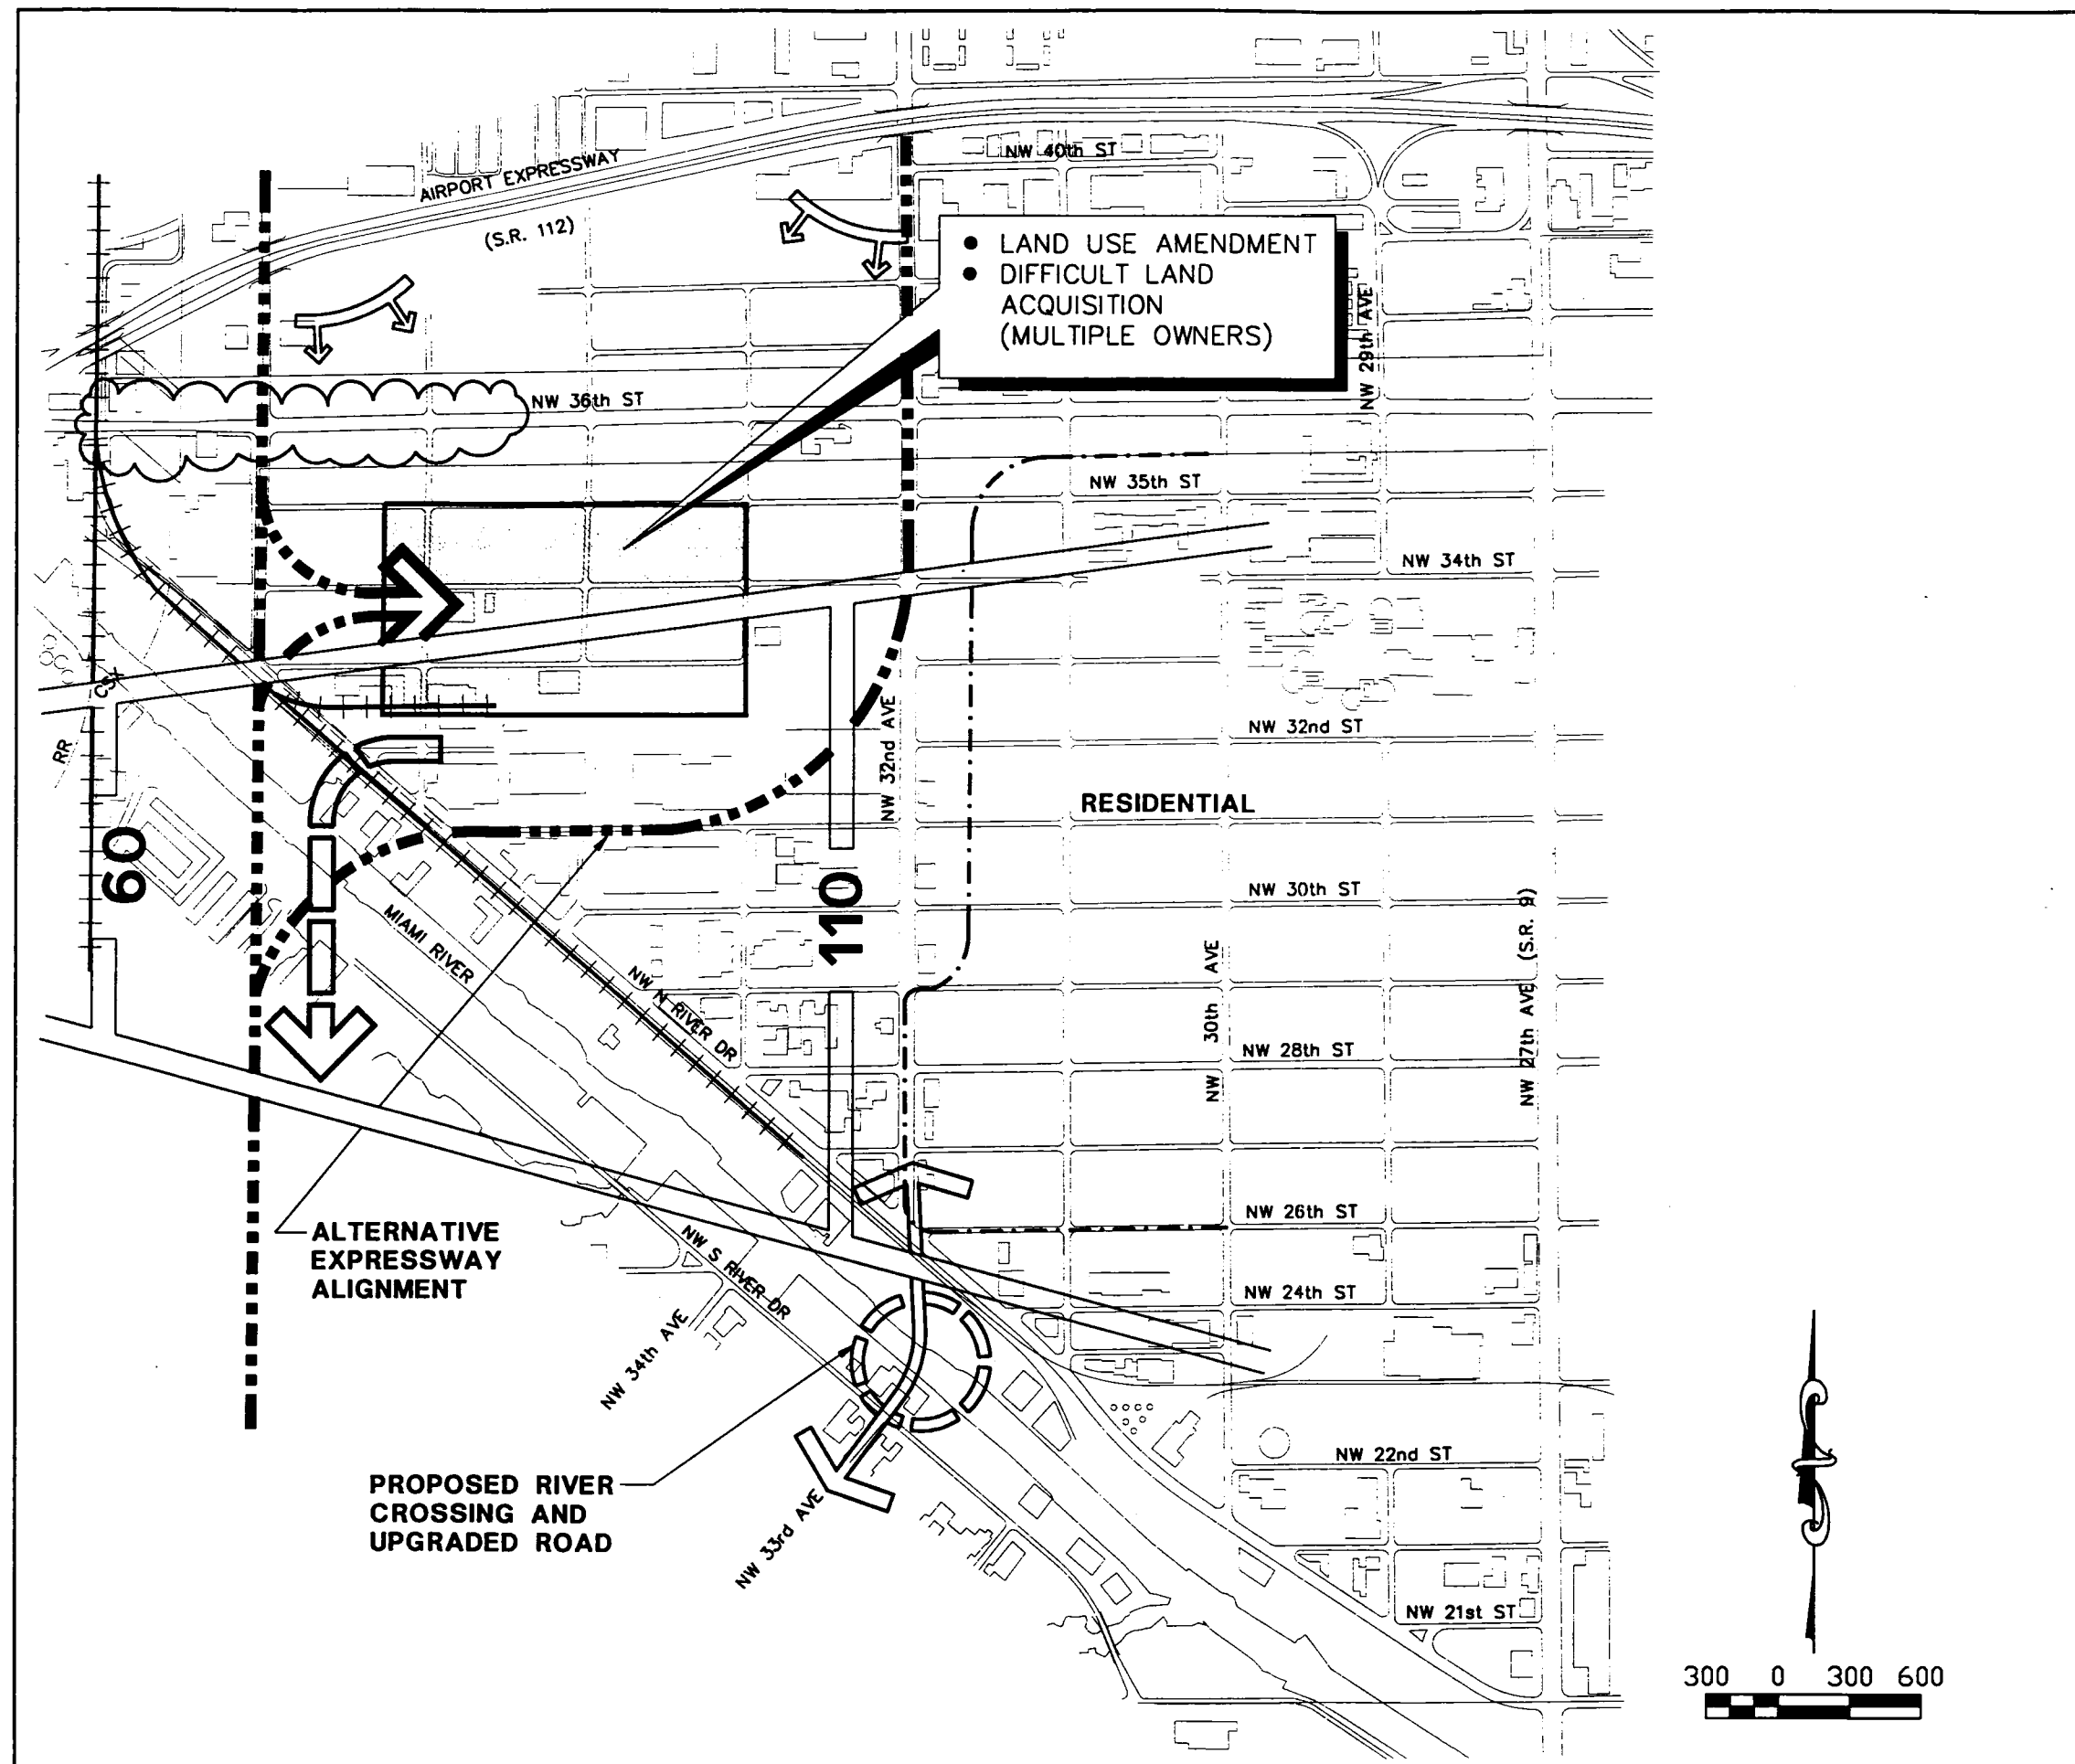 NW 40th ST
AIRPORT EXPRESSWAY
(S.R. 112)
• LAND USE AMENDMENT
• DIFFICULT LAND
ACQUISITION
(MULTIPLE OWNERS)
NW 29th AVE
NW 36th ST
NW 35th ST
NW 34th ST
CSX
RR
NW 32nd AVE
NW 32nd ST
RESIDENTIAL
60
110
NW 30th ST
MIAMI RIVER
NW N RIVER DR
NW 30th AVE
NW 27th AVE (S.R. 9)
NW 28th ST
ALTERNATIVE
EXPRESSWAY
ALIGNMENT
NW 26th ST
NW S RIVER DR
NW 24th ST
NW 34th AVE
PROPOSED RIVER
CROSSING AND
UPGRADED ROAD
NW 33rd AVE
NW 22nd ST
NW 21st ST
300 0 300 600